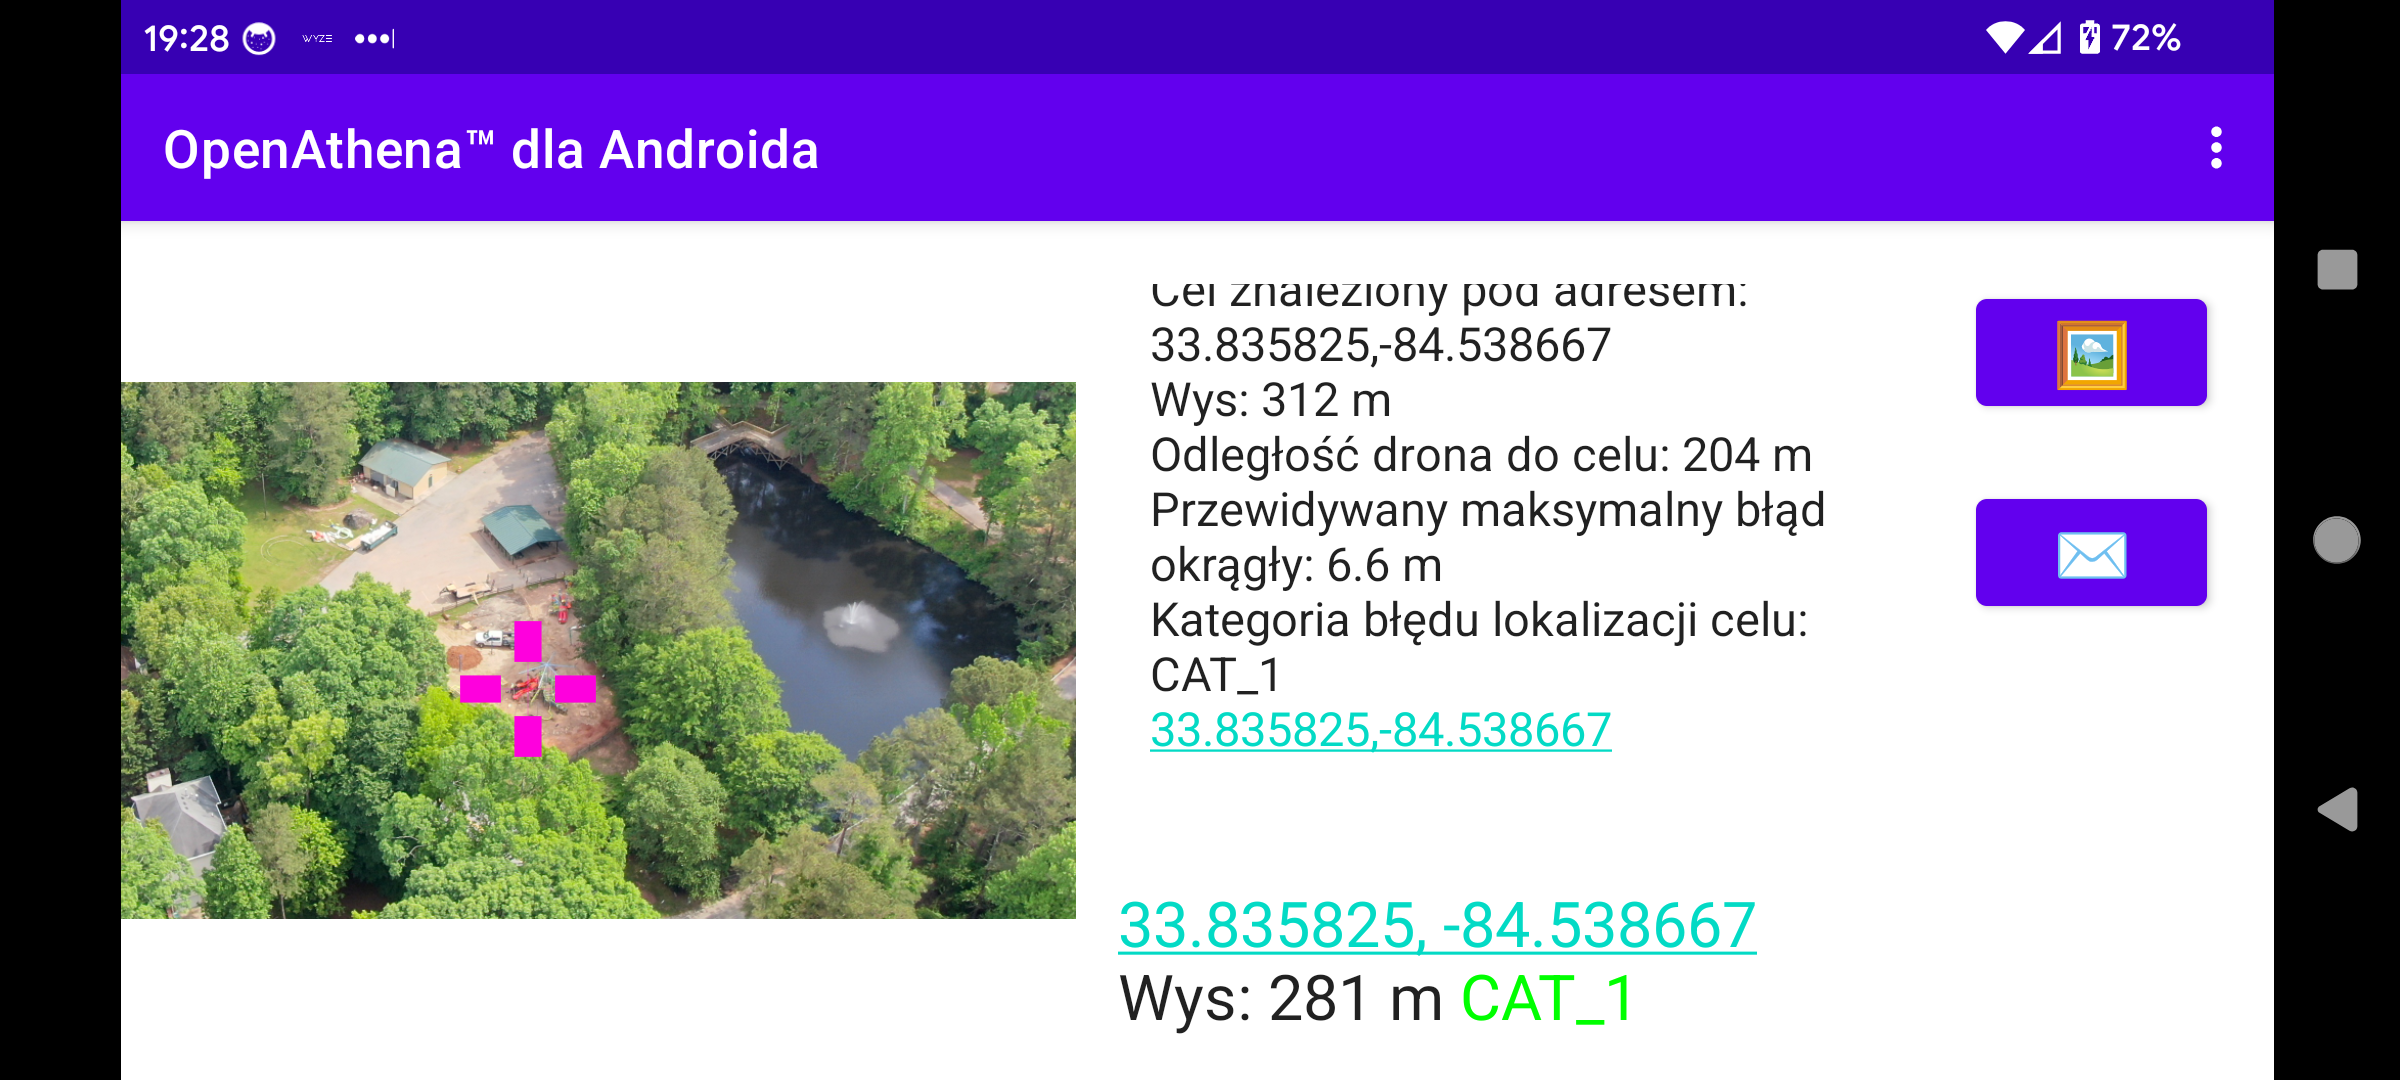 19:28 WYZE 72%
OpenAthena™ dla Androida
Cel znaleziony pod adresem:
33.835825,-84.538667
Wys: 312 m
Odległość drona do celu: 204 m
Przewidywany maksymalny błąd
okrągły: 6.6 m
Kategoria błędu lokalizacji celu:
CAT_1
33.835825,-84.538667
33.835825, -84.538667
Wys: 281 m CAT_1